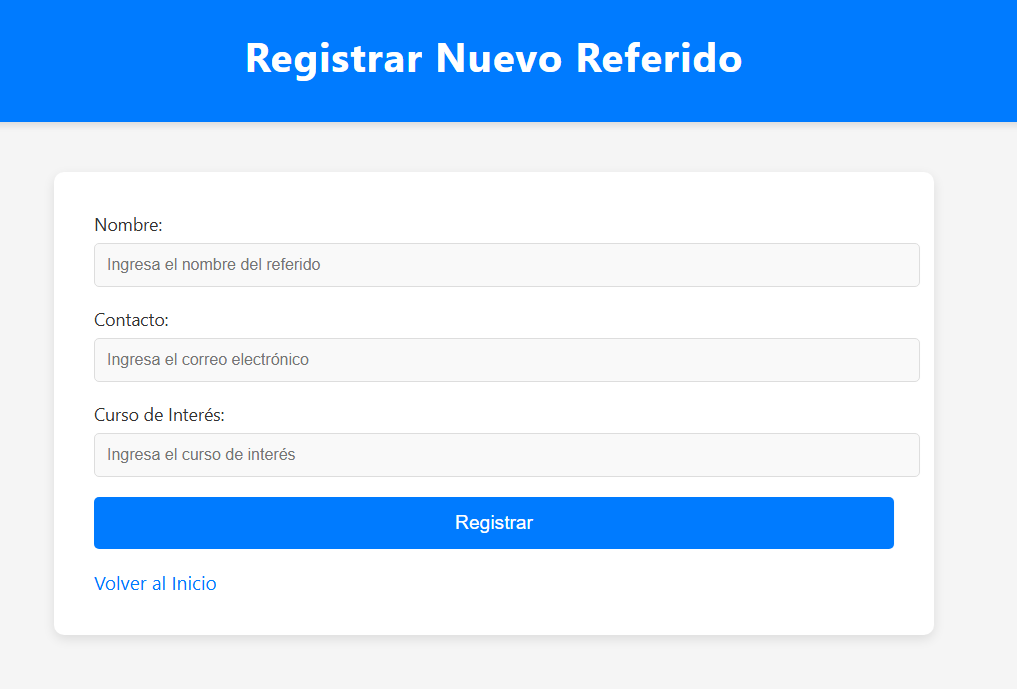 Registrar Nuevo Referido
Nombre:
Ingresa el nombre del referido
Contacto:
Ingresa el correo electrónico
Curso de Interés:
Ingresa el curso de interés
Registrar
Volver al Inicio